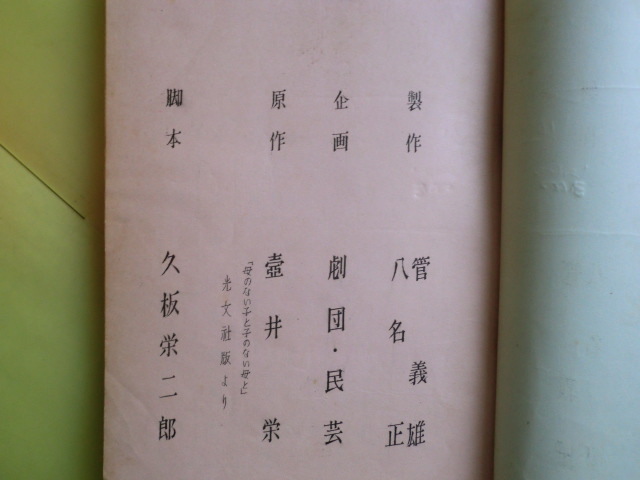 製作 管義雄
八名正
企画 劇団・民芸
原作 壺井栄
「母のない子と子のない母と」
光文社版より
脚本 久板栄二郎